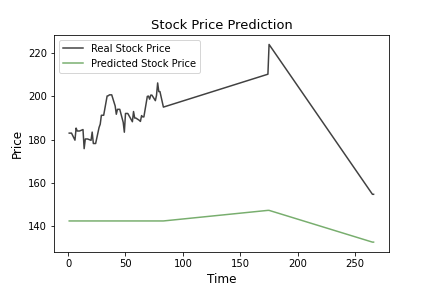 Stock Price Prediction
Real Stock Price
Predicted Stock Price
220
200
180
160
140
Price
0 50 100 150 200 250
Time